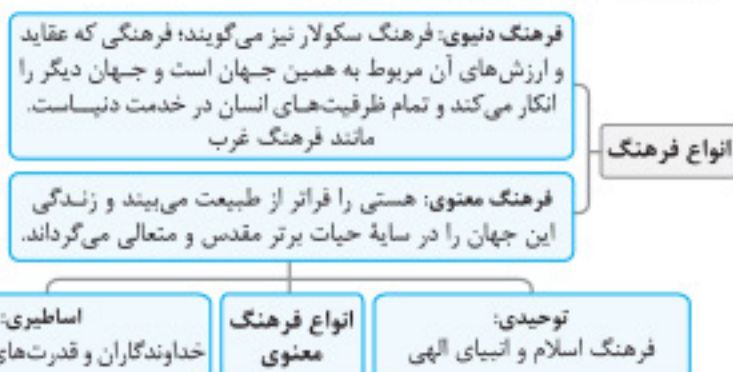 انواع فرهنگ
فرهنگ دنیوی: فرهنگ سکولار نیز می‌گویند؛ فرهنگی که عقاید
و ارزش‌های آن مربوط به همین جهان است و جهان دیگر را
انکار می‌کند و تمام ظرفیت‌های انسان در خدمت دنیاست.
مانند فرهنگ غرب
فرهنگ معنوی: هستی را فراتر از طبیعت می‌بیند و زندگی
این جهان را در سایهٔ حیات برتر مقدس و متعالی می‌گرداند.
انواع فرهنگ
معنوی
توحیدی:
فرهنگ اسلام و انبیای الهی
اساطیری:
خداوندگاران و قدرت‌های